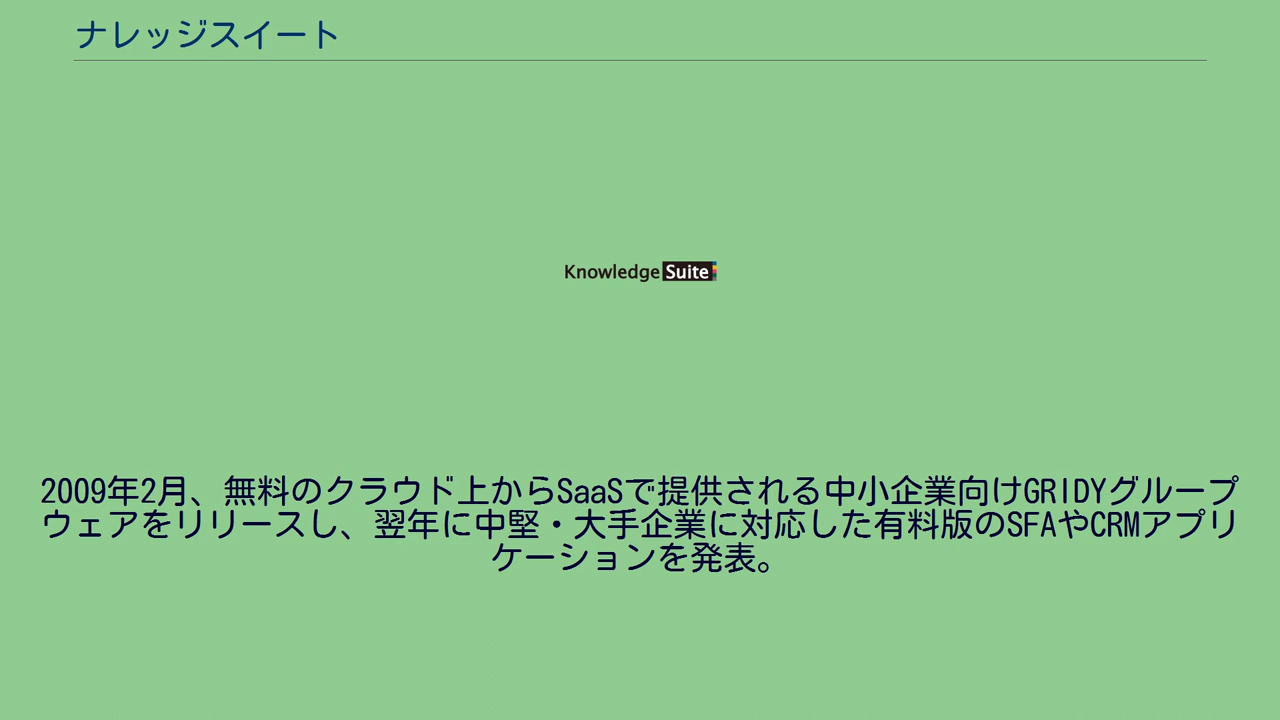 ナレッジスイート
Knowledge Suite
2009年2月、無料のクラウド上からSaaSで提供される中小企業向けGRIDYグループ
ウェアをリリースし、翌年に中堅・大手企業に対応した有料版のSFAやCRMアプリ
ケーションを発表。